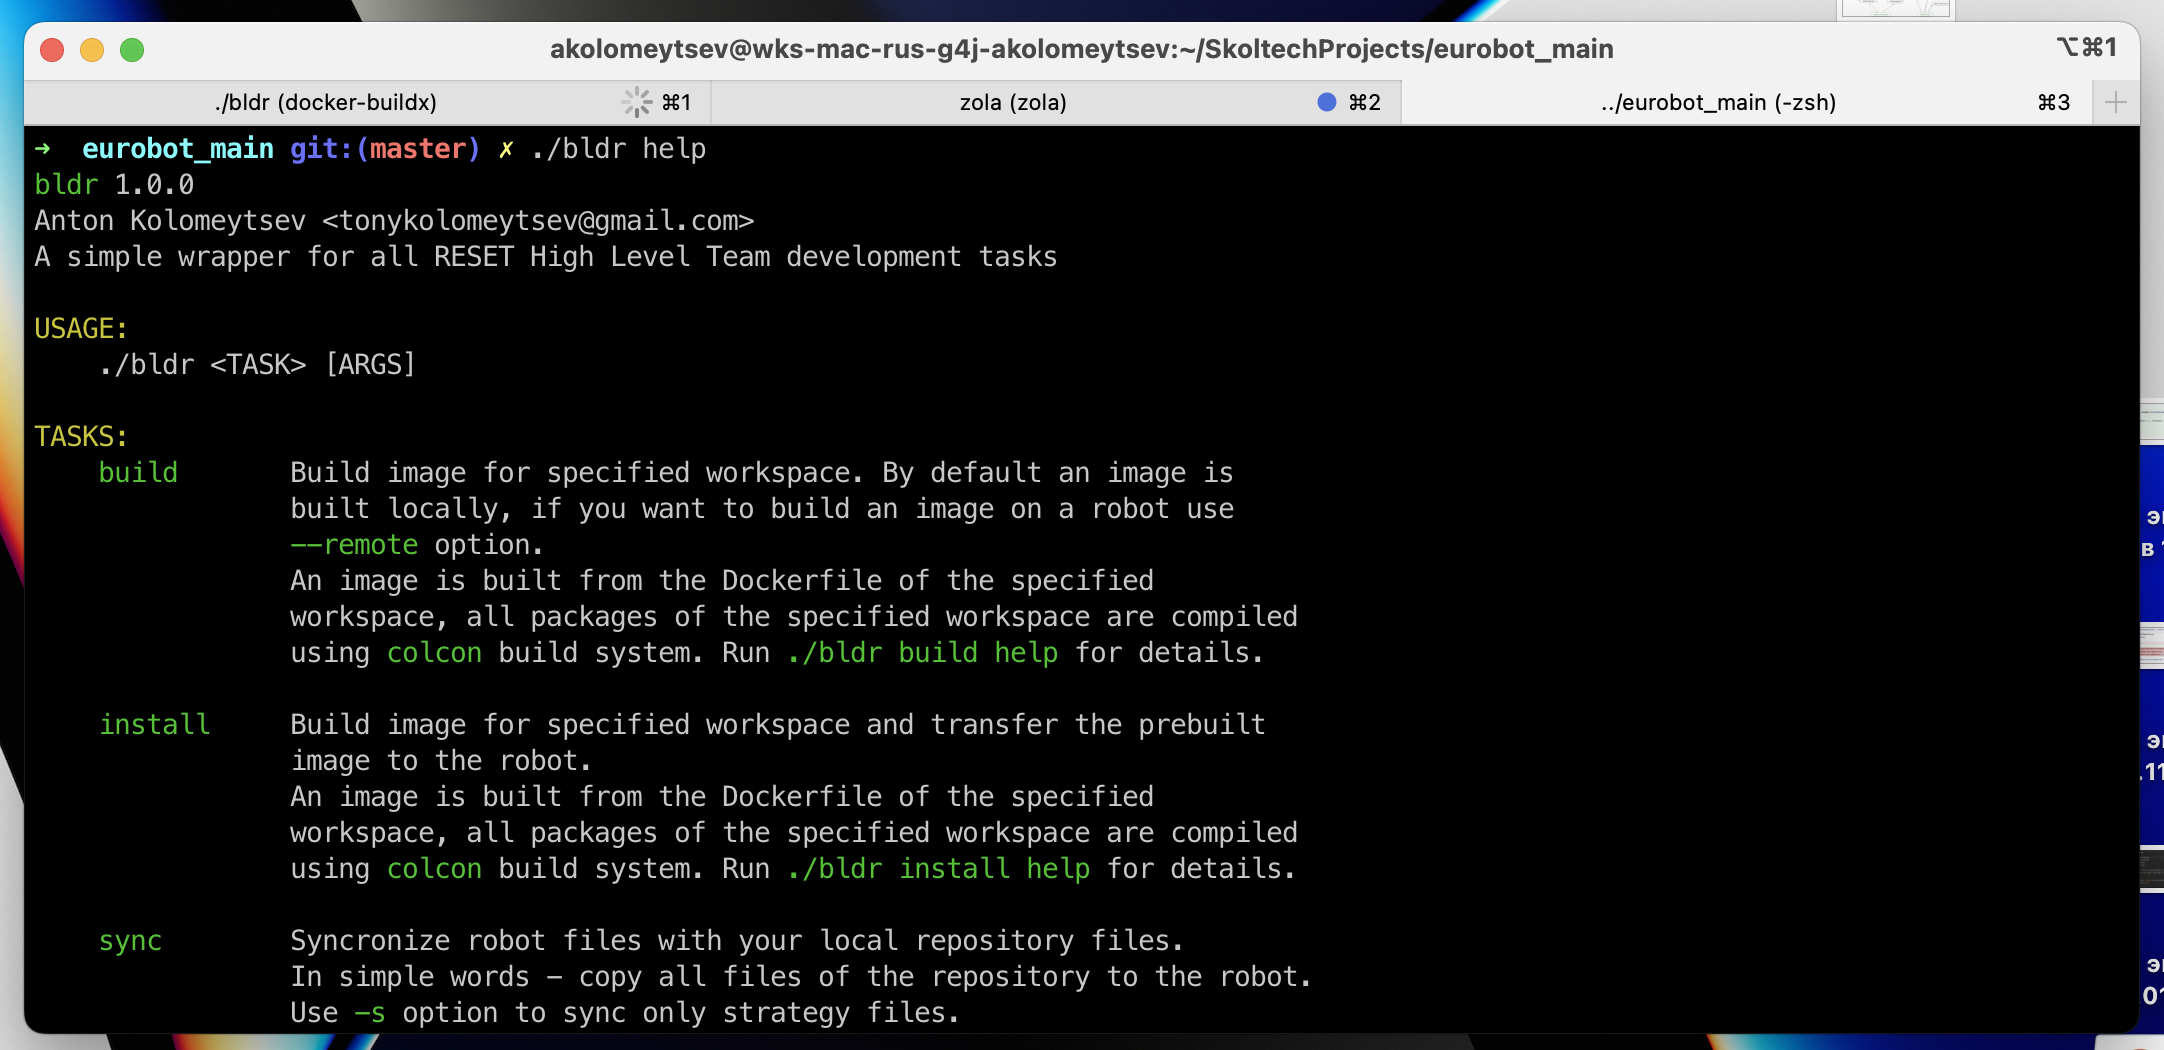 akolomeytsev@wks-mac-rus-g4j-akolomeytsev:~/SkoltechProjects/eurobot_main
⌥⌘1
./bldr (docker-buildx) ⌘1
zola (zola) ⌘2
../eurobot_main (-zsh) ⌘3
→ eurobot_main git:(master) ✗ ./bldr help
bldr 1.0.0
Anton Kolomeytsev <tonykolomeytsev@gmail.com>
A simple wrapper for all RESET High Level Team development tasks
USAGE:
./bldr <TASK> [ARGS]
TASKS:
build Build image for specified workspace. By default an image is
built locally, if you want to build an image on a robot use
--remote option.
An image is built from the Dockerfile of the specified
workspace, all packages of the specified workspace are compiled
using colcon build system. Run ./bldr build help for details.
install Build image for specified workspace and transfer the prebuilt
image to the robot.
An image is built from the Dockerfile of the specified
workspace, all packages of the specified workspace are compiled
using colcon build system. Run ./bldr install help for details.
sync Syncronize robot files with your local repository files.
In simple words - copy all files of the repository to the robot.
Use -s option to sync only strategy files.